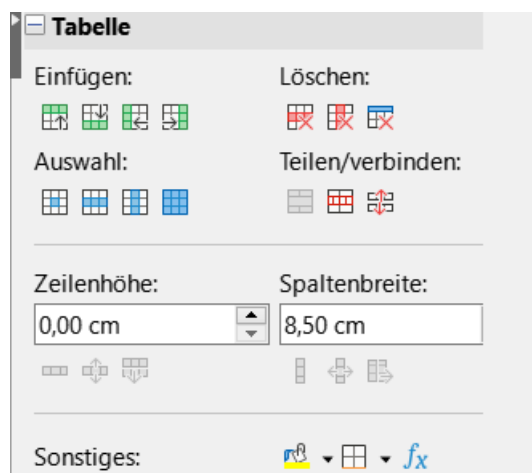 Tabelle
Einfügen: Löschen:
Auswahl: Teilen/verbinden:
Zeilenhöhe: Spaltenbreite:
0,00 cm 8,50 cm
Sonstiges: fx